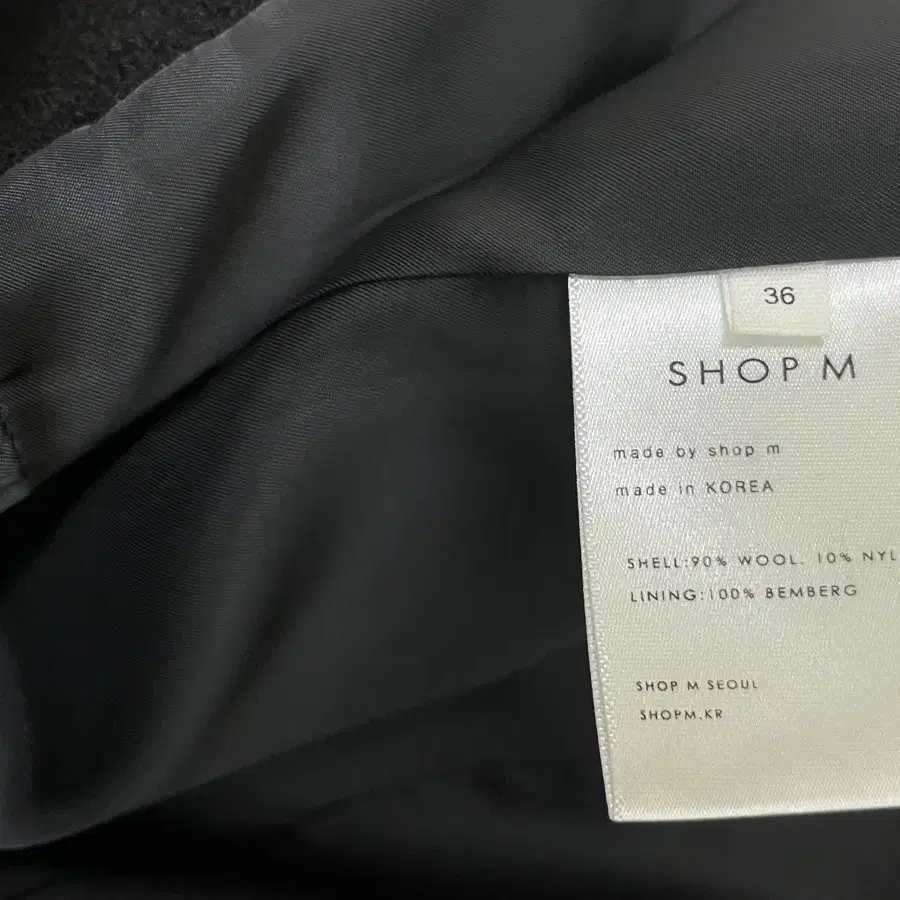 36
SHOP M
made by shop m
made in KOREA
SHELL:90% WOOL. 10% NYL
LINING:100% BEMBERG
SHOP M SEOUL
SHOPM.KR